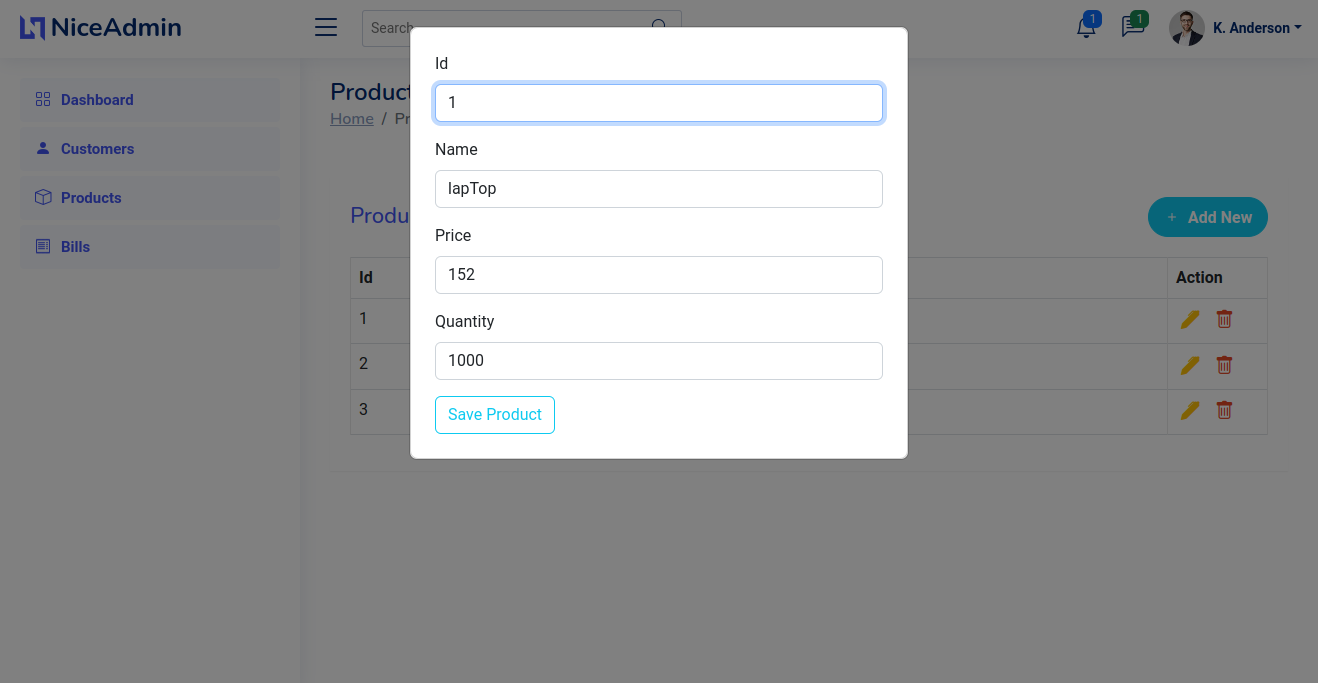 NiceAdmin
Search
1
1
K. Anderson
Dashboard
Customers
Products
Bills
Product
Home / Pr
Produ
+ Add New
Id
Action
1
2
3
Id
1
Name
lapTop
Price
152
Quantity
1000
Save Product